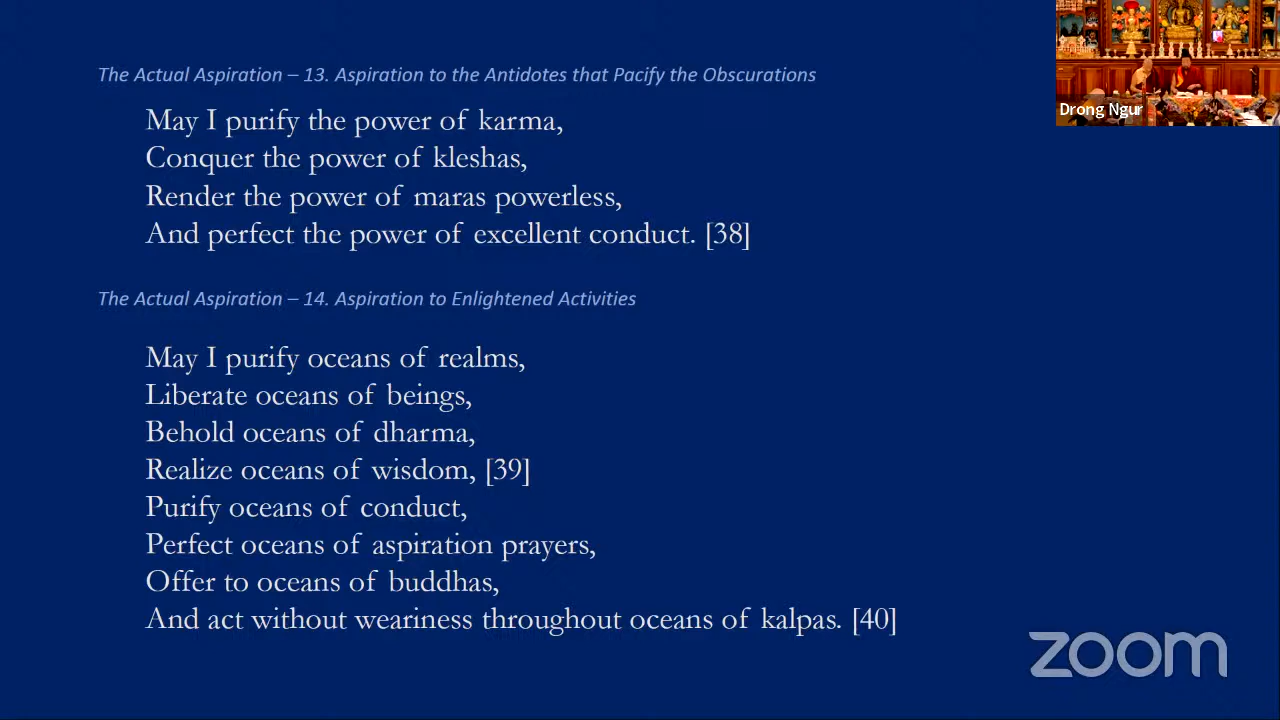 The Actual Aspiration – 13. Aspiration to the Antidotes that Pacify the Obscurations
May I purify the power of karma,
Conquer the power of kleshas,
Render the power of maras powerless,
And perfect the power of excellent conduct. [38]
The Actual Aspiration – 14. Aspiration to Enlightened Activities
May I purify oceans of realms,
Liberate oceans of beings,
Behold oceans of dharma,
Realize oceans of wisdom, [39]
Purify oceans of conduct,
Perfect oceans of aspiration prayers,
Offer to oceans of buddhas,
And act without weariness throughout oceans of kalpas. [40]
Drong Ngur
zoom